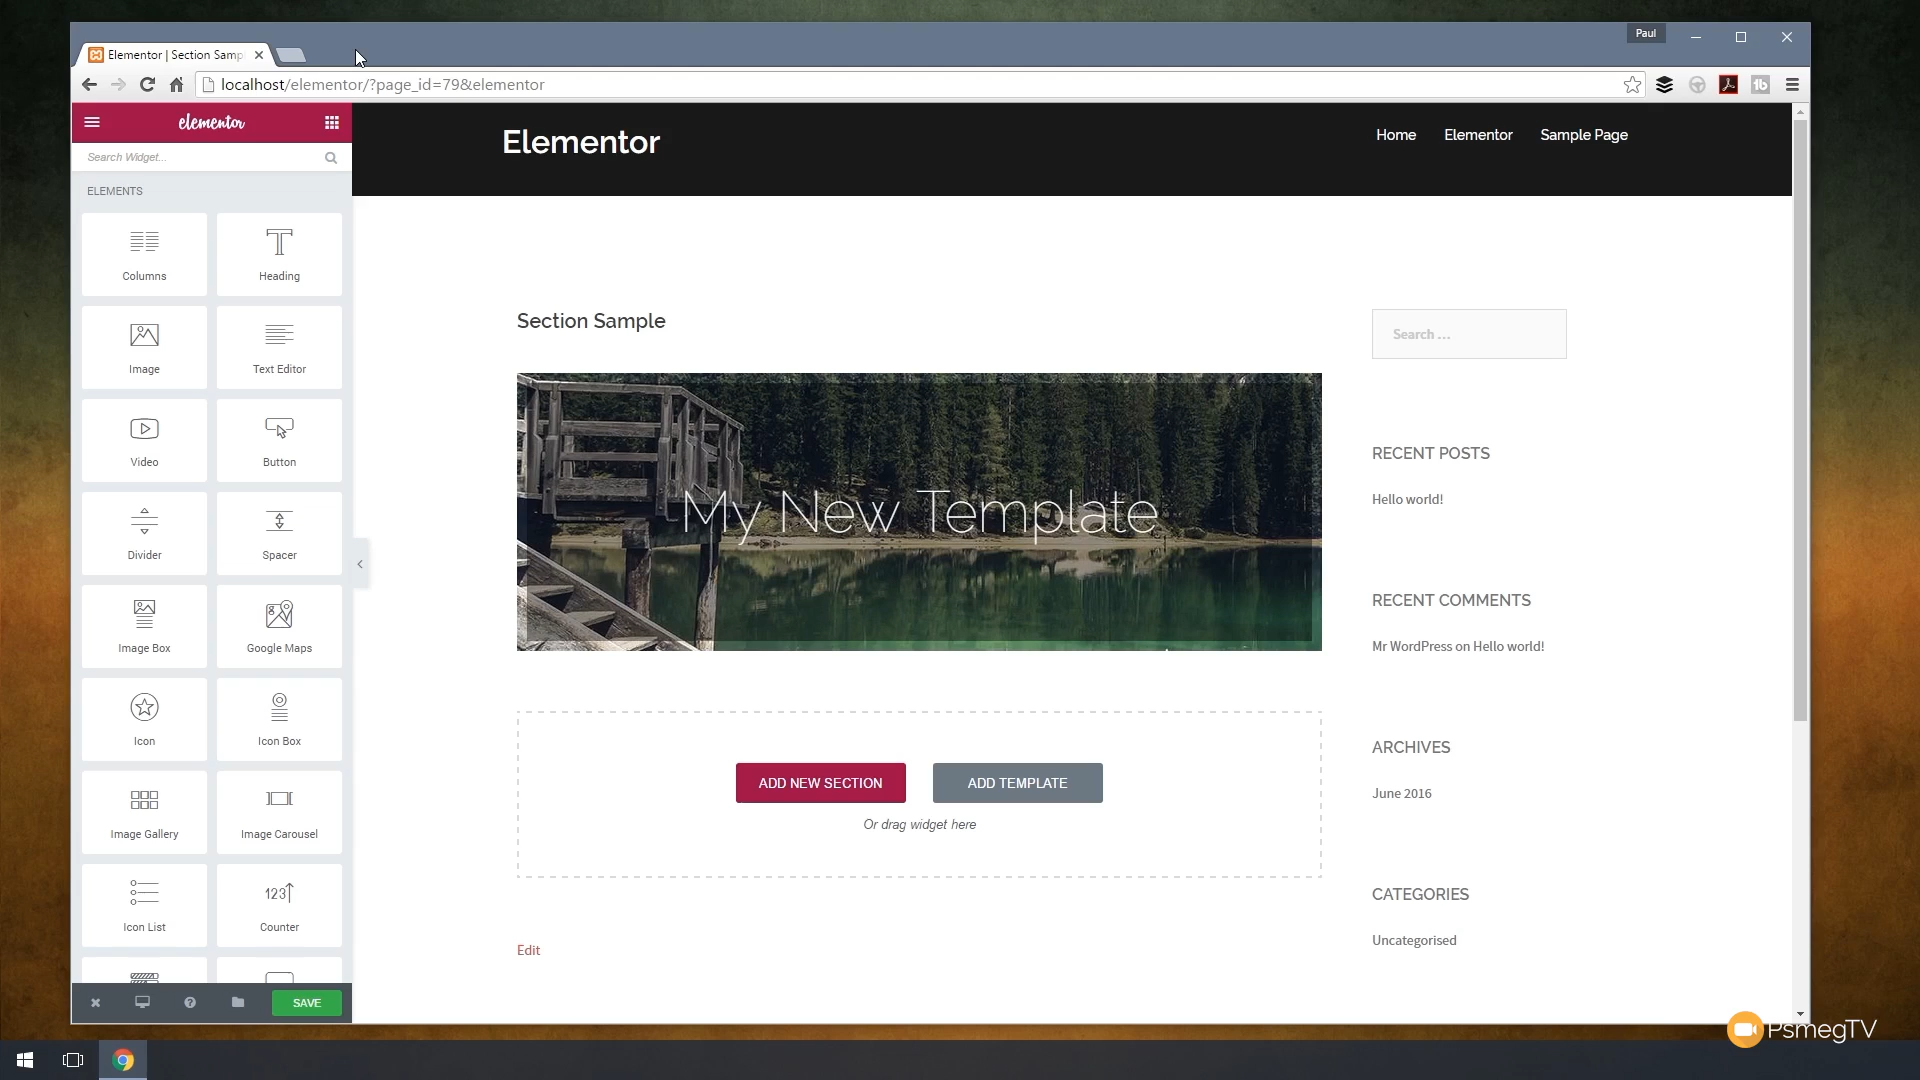 Paul
Elementor | Section Samp
localhost/elementor/?page_id=79&elementor
elementor
Search Widget...
ELEMENTS
Columns
Heading
Image
Text Editor
Video
Button
Divider
Spacer
Image Box
Google Maps
Icon
Icon Box
Image Gallery
Image Carousel
Icon List
123
Counter
SAVE
Elementor
Home
Elementor
Sample Page
Section Sample
My New Template
ADD NEW SECTION
ADD TEMPLATE
Or drag widget here
Edit
Search ...
RECENT POSTS
Hello world!
RECENT COMMENTS
Mr WordPress on Hello world!
ARCHIVES
June 2016
CATEGORIES
Uncategorised
PsmegTV